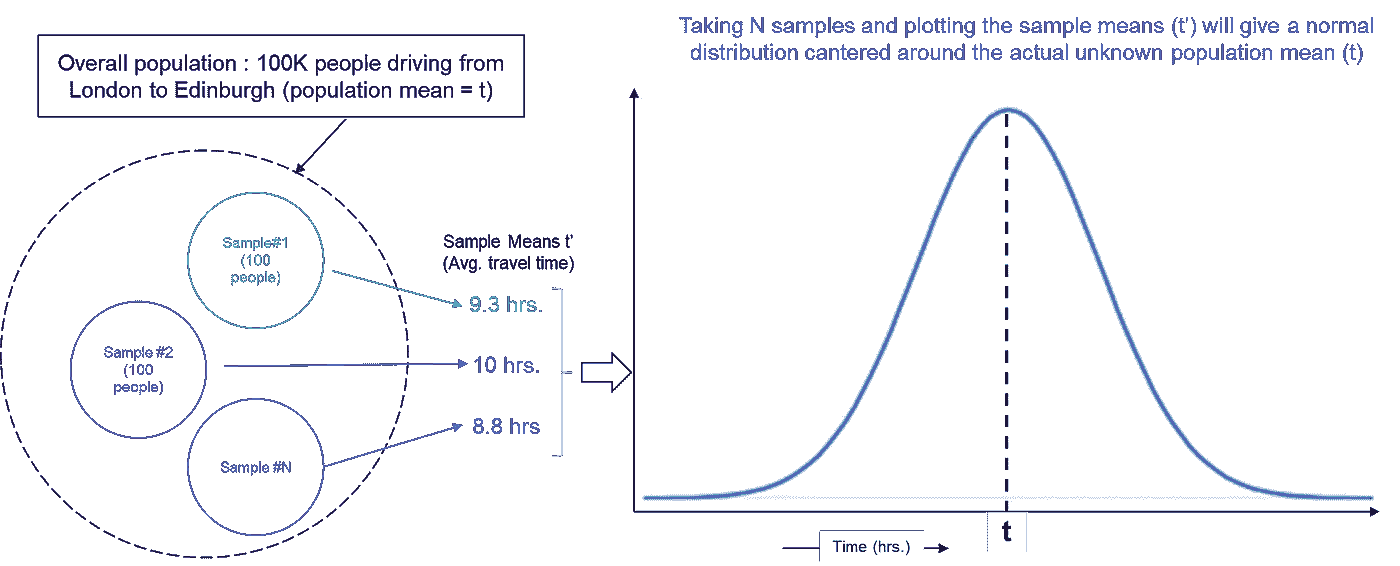 Taking N samples and plotting the sample means (t') will give a normal
distribution cantered around the actual unknown population mean (t)
Overall population : 100K people driving from
London to Edinburgh (population mean = t)
Sample#1
(100
people)
Sample Means t'
(Avg. travel time)
9.3 hrs.
Sample #2
(100
people)
10 hrs.
8.8 hrs
Sample #N
t
Time (hrs.)